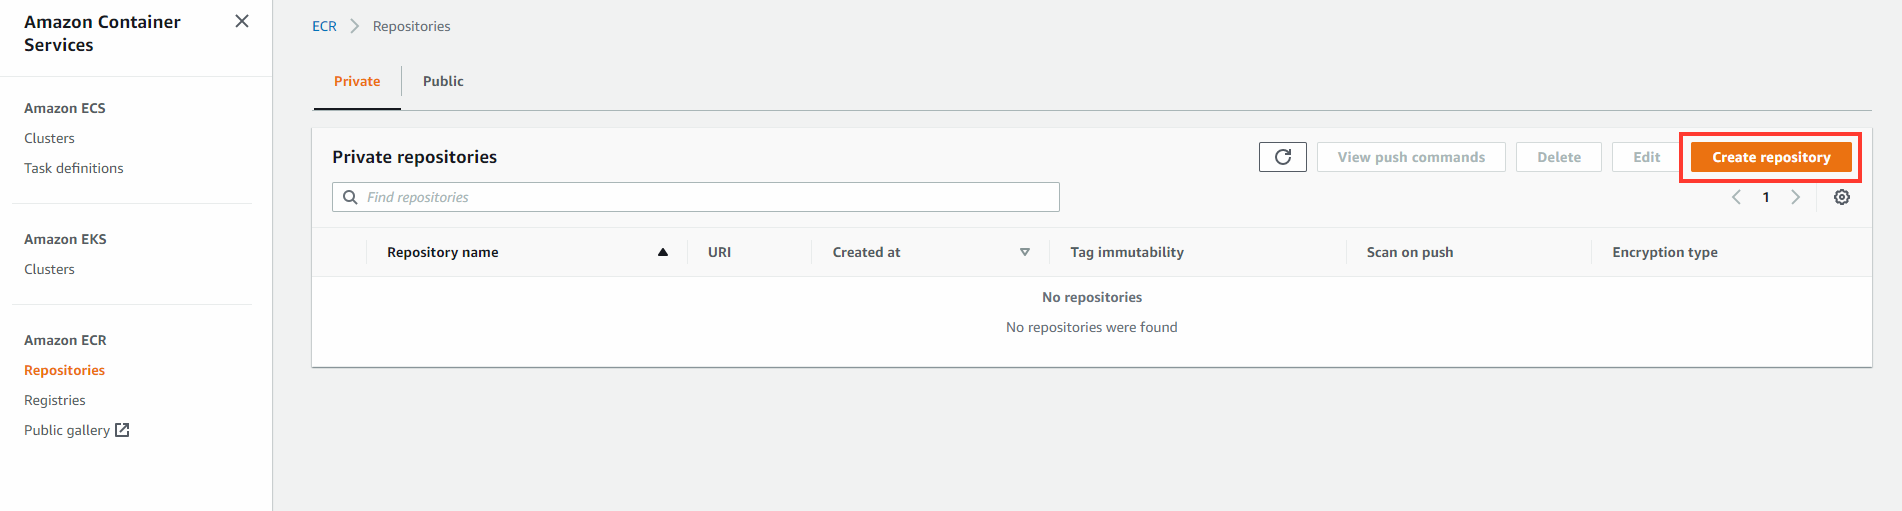 Amazon Container
Services
Amazon ECS
Clusters
Task definitions
Amazon EKS
Clusters
Amazon ECR
Repositories
Registries
Public gallery
ECR
Repositories
Private
Public
Private repositories
View push commands
Delete
Edit
Create repository
Find repositories
1
Repository name
URI
Created at
Tag immutability
Scan on push
Encryption type
No repositories
No repositories were found